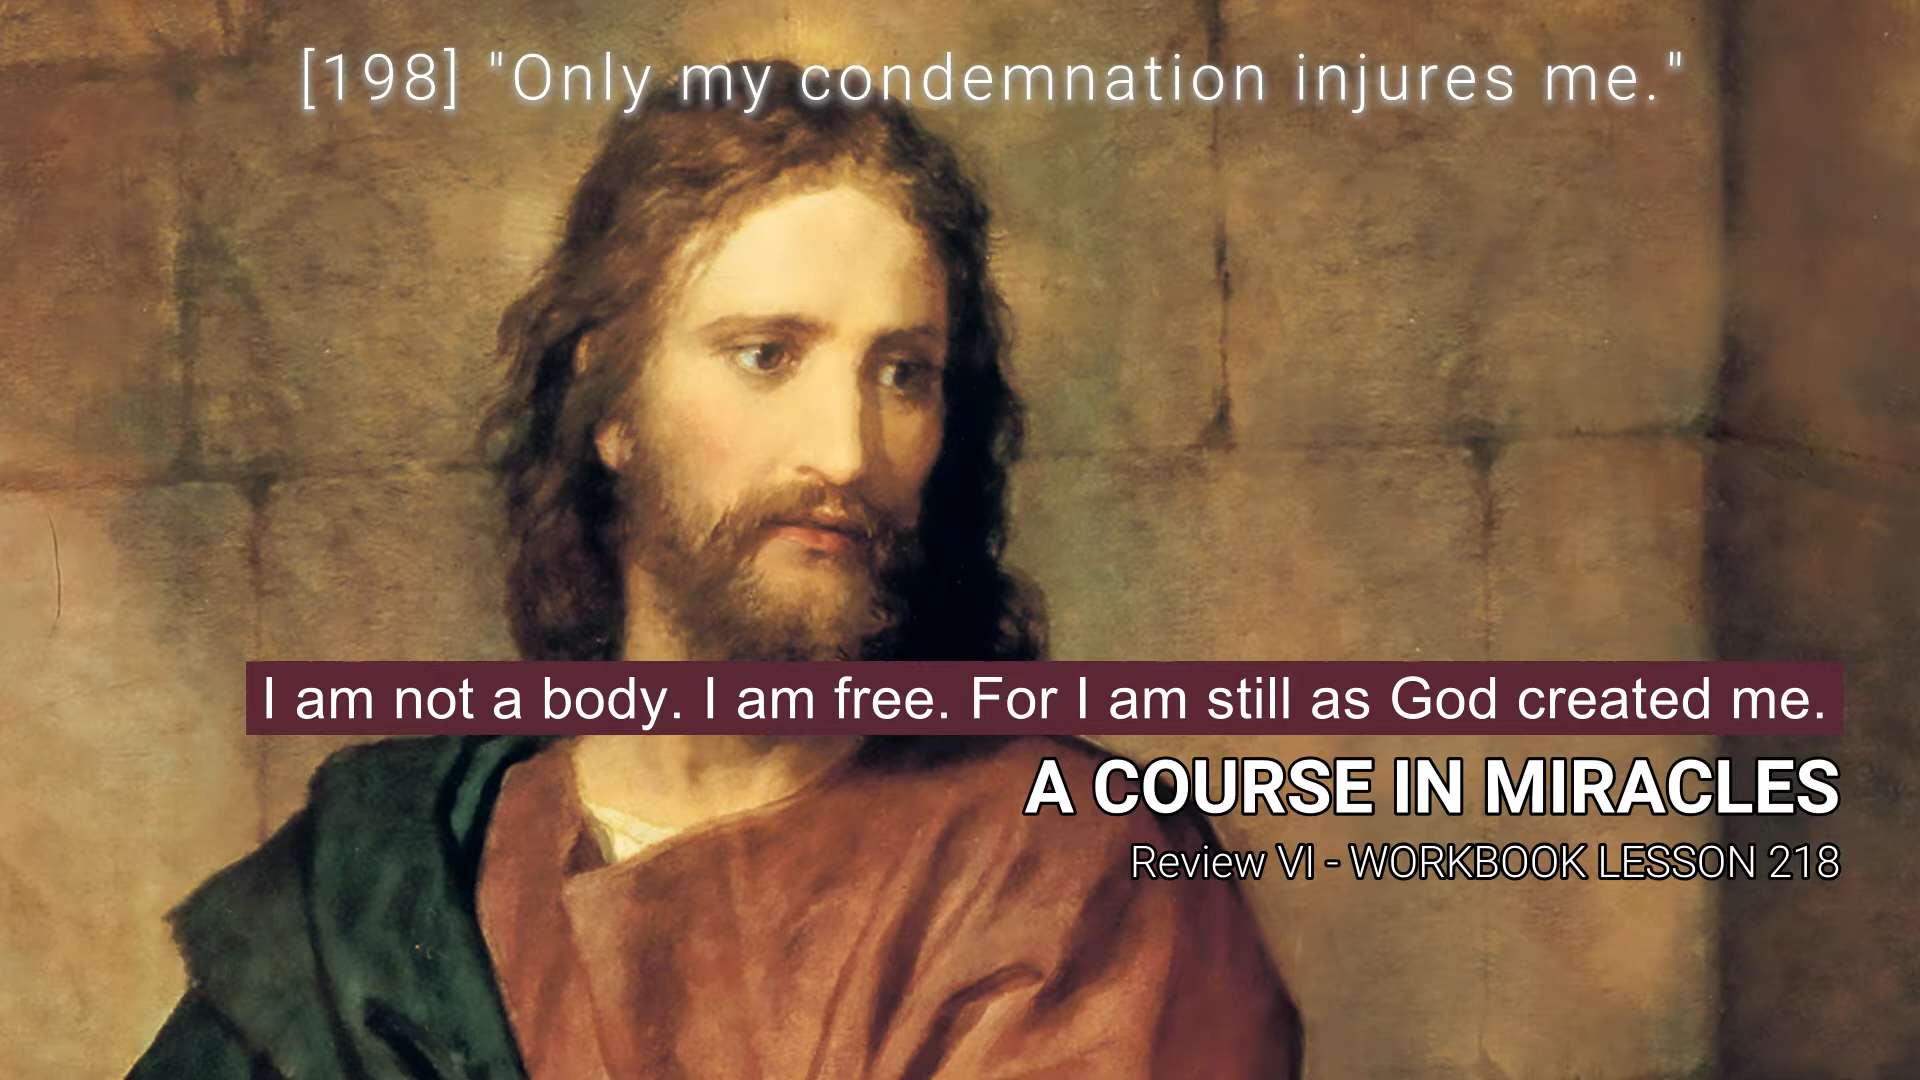 [198] "Only my condemnation injures me."
I am not a body. I am free. For I am still as God created me.
A COURSE IN MIRACLES
Review VI - WORKBOOK LESSON 218